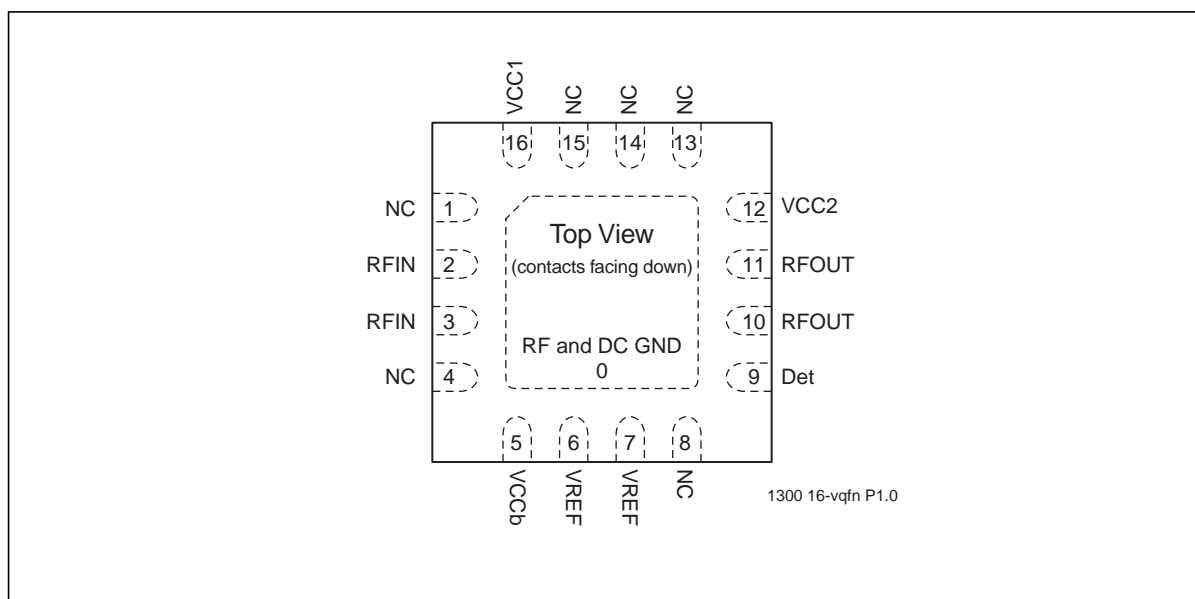 VCC1
NC
NC
NC
16
15
14
13
NC 1
12 VCC2
Top View
RFIN 2
(contacts facing down)
11 RFOUT
RFIN 3
10 RFOUT
RF and DC GND
0
NC 4
9 Det
5
6
7
8
VCCb
VREF
VREF
NC
1300 16-vqfn P1.0